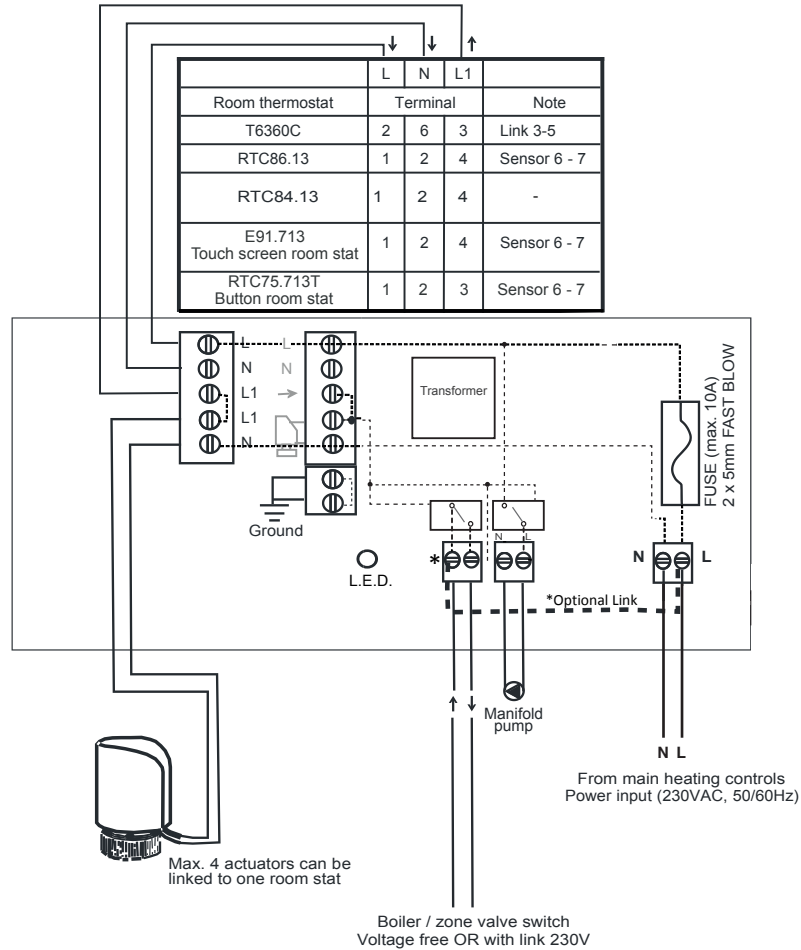 L N L1
Room thermostat Terminal Note
T6360C 2 6 3 Link 3-5
RTC86.13 1 2 4 Sensor 6 - 7
RTC84.13 1 2 4 -
E91.713
Touch screen room stat 1 2 4 Sensor 6 - 7
RTC75.713T
Button room stat 1 2 3 Sensor 6 - 7
L L
N N
L1
L1
N
Transformer
FUSE (max. 10A)
2 x 5mm FAST BLOW
Ground
L.E.D.
N L
*
N L
*Optional Link
Manifold
pump
N L
From main heating controls
Power input (230VAC, 50/60Hz)
Max. 4 actuators can be
linked to one room stat
Boiler / zone valve switch
Voltage free OR with link 230V